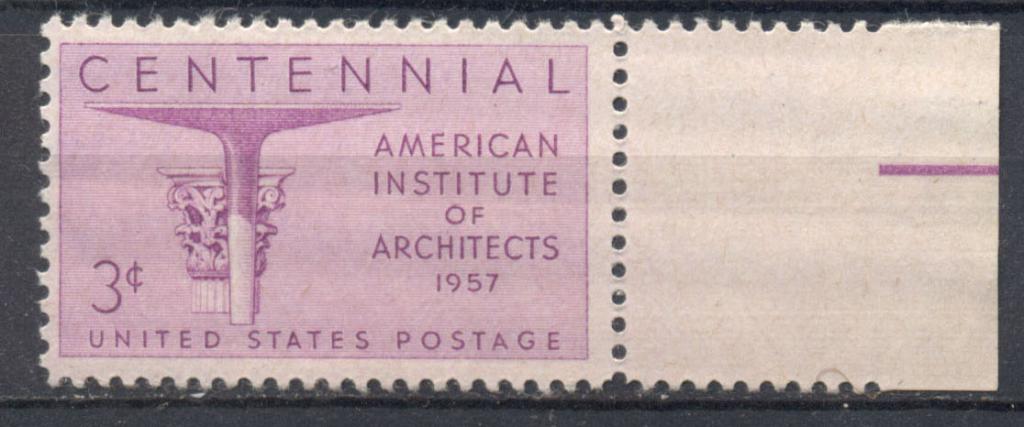 CENTENNIAL
AMERICAN
INSTITUTE
OF
ARCHITECTS
1957
3¢
UNITED STATES POSTAGE